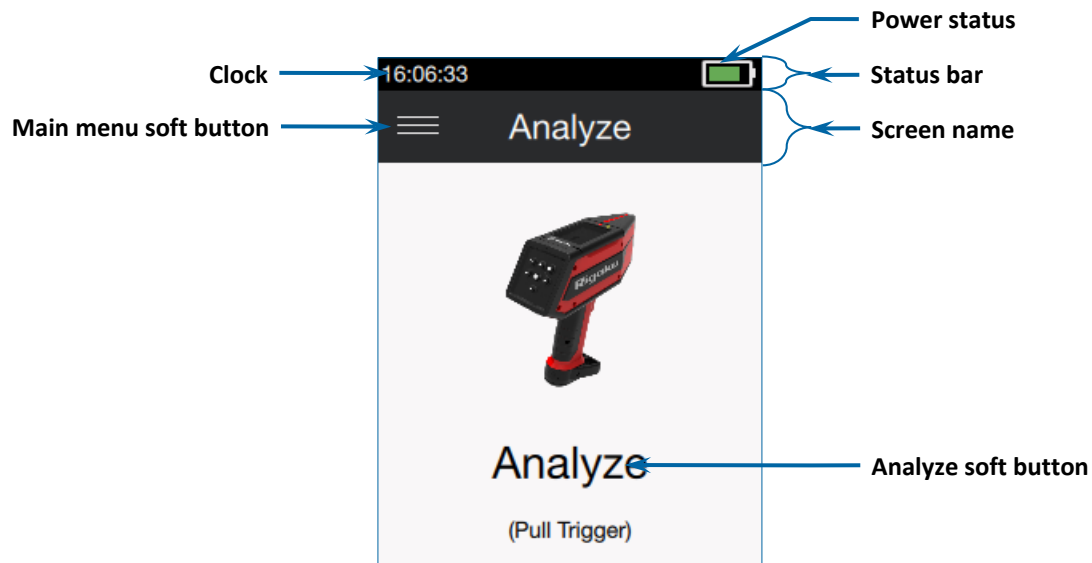 Power status
Clock
16:06:33
Status bar
Main menu soft button
Analyze
Screen name
Rigaku
Analyze
Analyze soft button
(Pull Trigger)